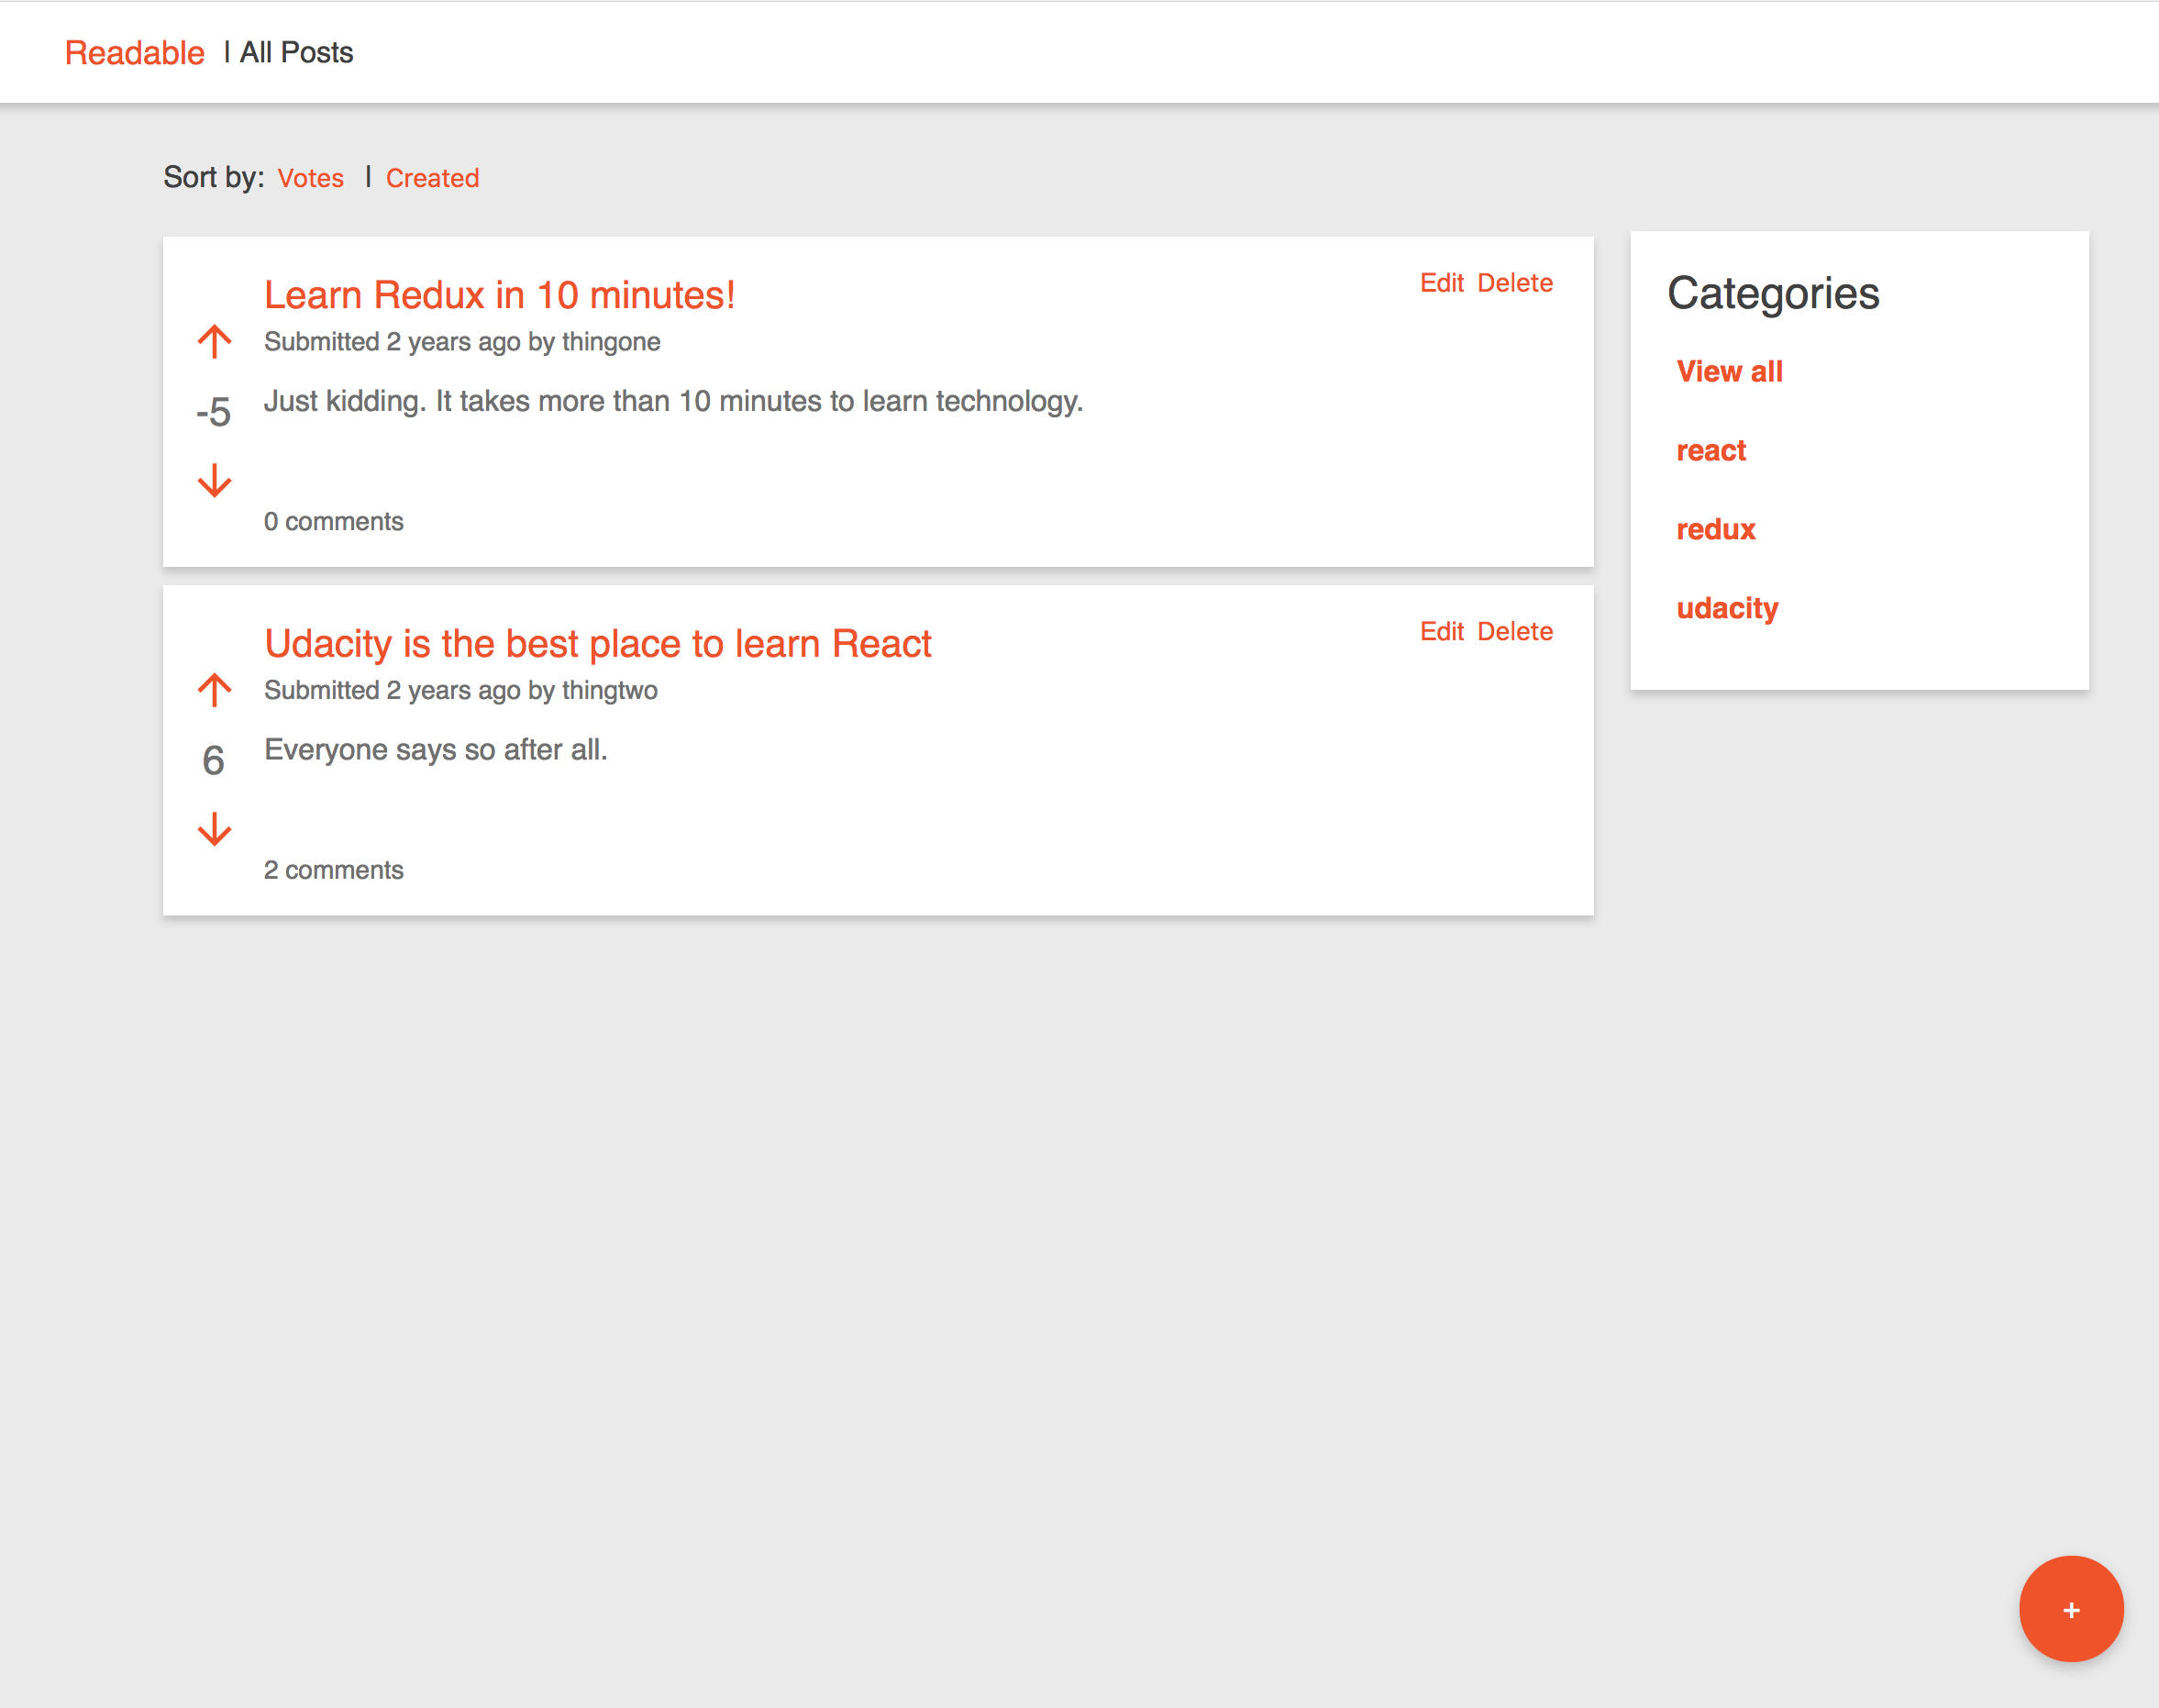 Readable | All Posts
Sort by: Votes | Created
Learn Redux in 10 minutes!
Edit Delete
Submitted 2 years ago by thingone
-5
Just kidding. It takes more than 10 minutes to learn technology.
0 comments
Udacity is the best place to learn React
Edit Delete
Submitted 2 years ago by thingtwo
6
Everyone says so after all.
2 comments
Categories
View all
react
redux
udacity
+